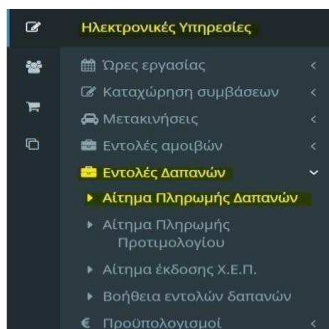 Ηλεκτρονικές Υπηρεσίες
Ώρες εργασίας
Καταχώρηση συμβάσεων
Μετακινήσεις
Εντολές αμοιβών
Εντολές Δαπανών
Αίτημα Πληρωμής Δαπανών
Αίτημα Πληρωμής
Προτιμολογίου
Αίτημα έκδοσης Χ.Ε.Π.
Βοήθεια εντολών δαπανών
€ Προϋπολογισμοί